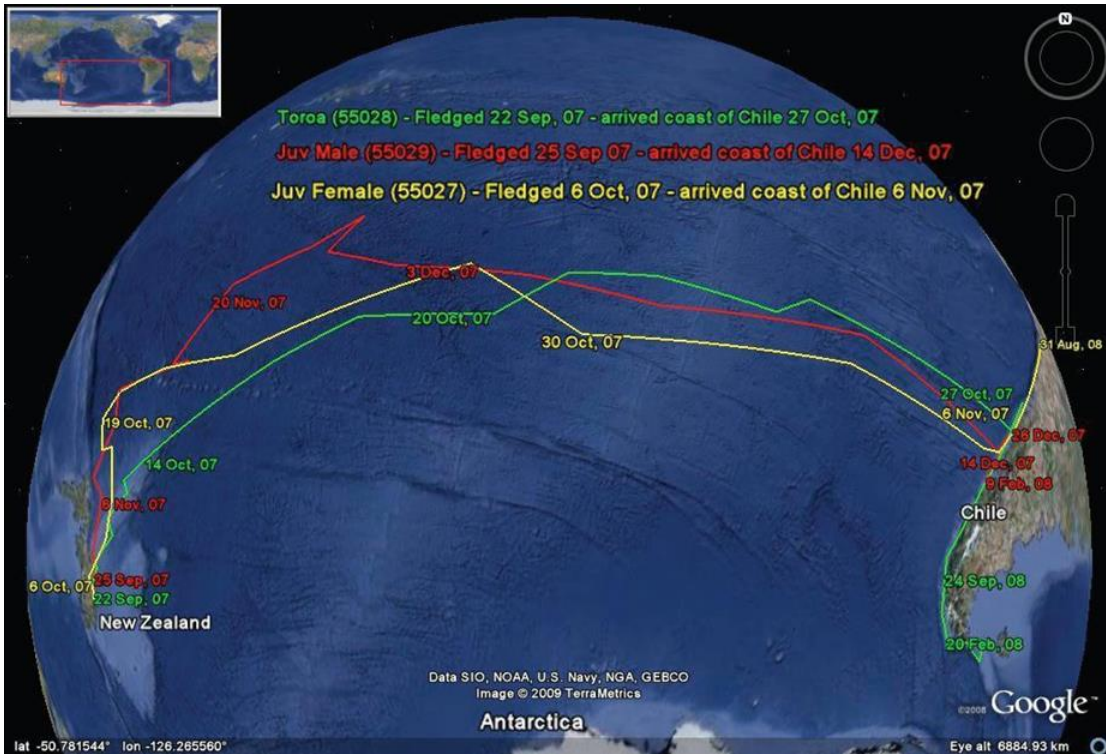 N
Toroa (55028) - Fledged 22 Sep, 07 - arrived coast of Chile 27 Oct, 07
Juv Male (55029) - Fledged 25 Sep 07 - arrived coast of Chile 14 Dec, 07
Juv Female (55027) - Fledged 6 Oct, 07 - arrived coast of Chile 6 Nov, 07
3 Dec, 07
20 Nov, 07
20 Oct, 07
30 Oct, 07
31 Aug, 08
27 Oct, 07
6 Nov, 07
19 Oct, 07
26 Dec, 07
14 Oct, 07
14 Dec, 07
9 Feb, 08
6 Nov, 07
Chile
25 Sep, 07
6 Oct, 07
24 Sep, 08
22 Sep, 07
New Zealand
20 Feb, 08
Data SIO, NOAA, U.S. Navy, NGA, GEBCO
Image © 2009 TerraMetrics
©2008 Google™
Antarctica
lat -50.781544° lon -126.265560°
Eye alt 6884.93 km